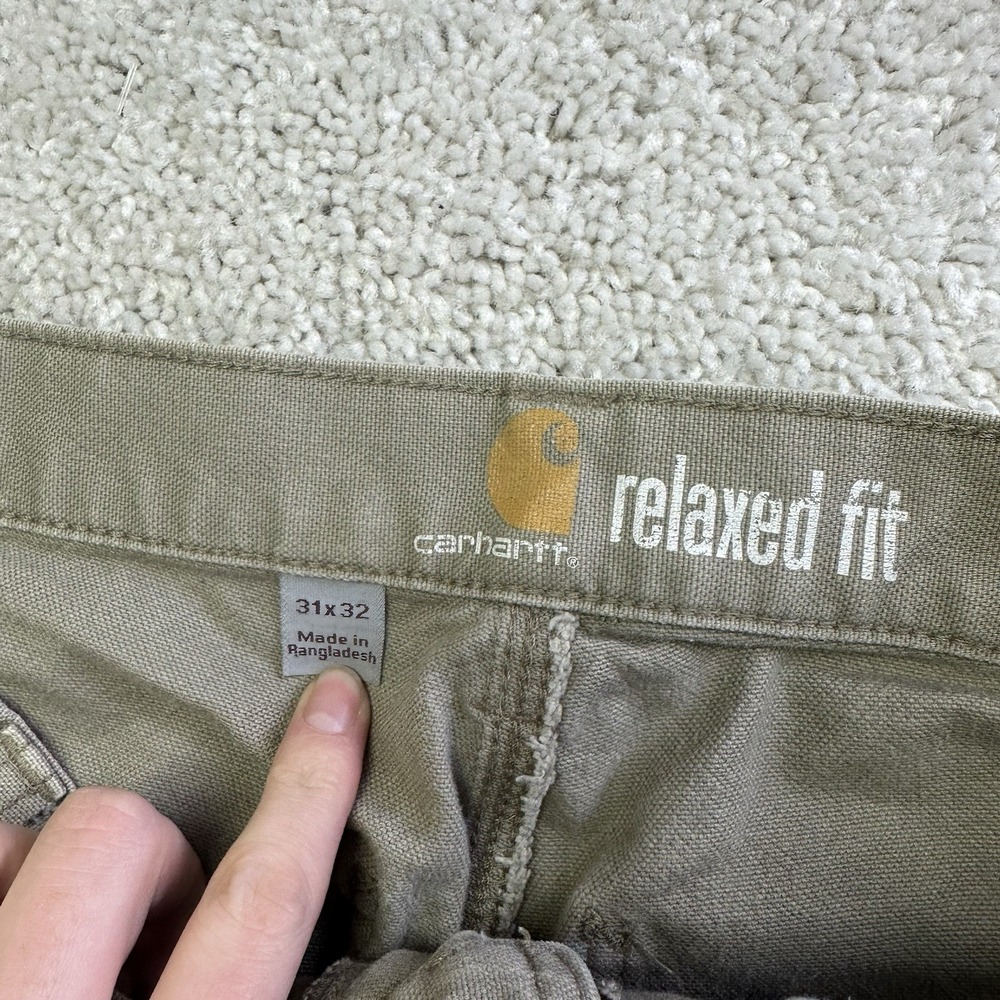 carhartt®
relaxed fit
31x32
Made in
Bangladesh